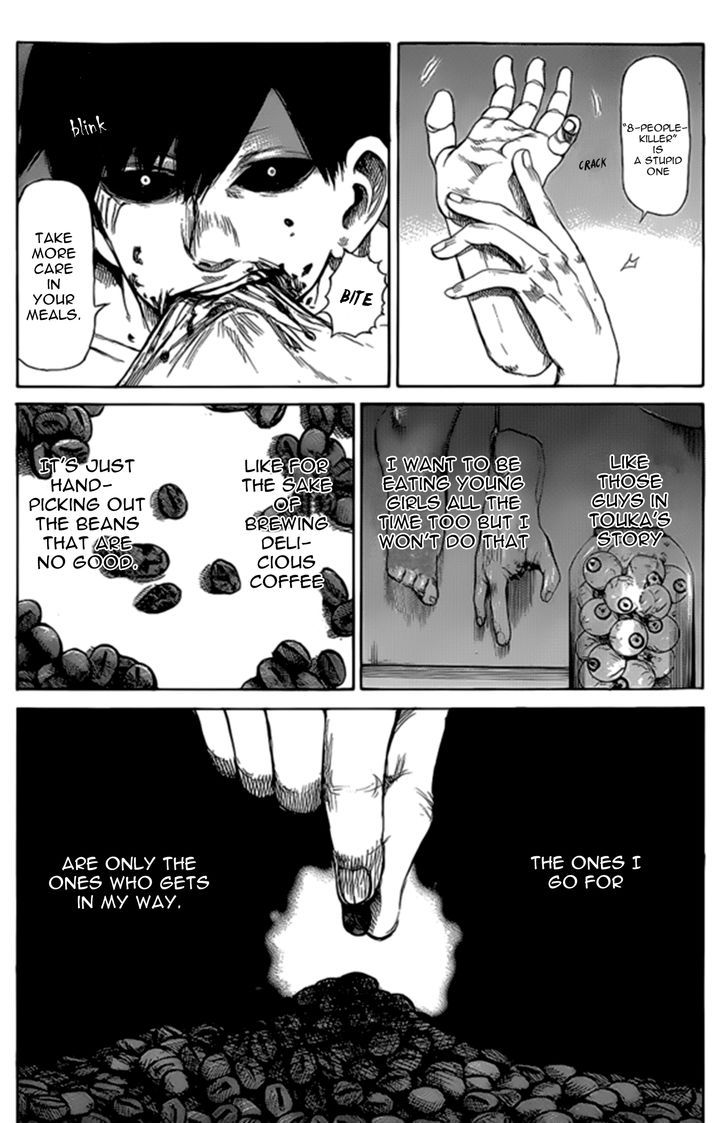 "8-PEOPLE-
KILLER"
IS
A STUPID
ONE
CRACK
blink
BITE
TAKE
MORE
CARE
IN
YOUR
MEALS.
LIKE
THOSE
GUYS IN
TOUKA'S
STORY
I WANT TO BE
EATING YOUNG
GIRLS ALL THE
TIME TOO BUT I
WON'T DO THAT
LIKE FOR
THE SAKE
OF
BREWING
DELI-
CIOUS
COFFEE
IT'S JUST
HAND-
PICKING OUT
THE BEANS
THAT ARE
NO GOOD.
THE ONES I
GO FOR
ARE ONLY THE
ONES WHO GETS
IN MY WAY.